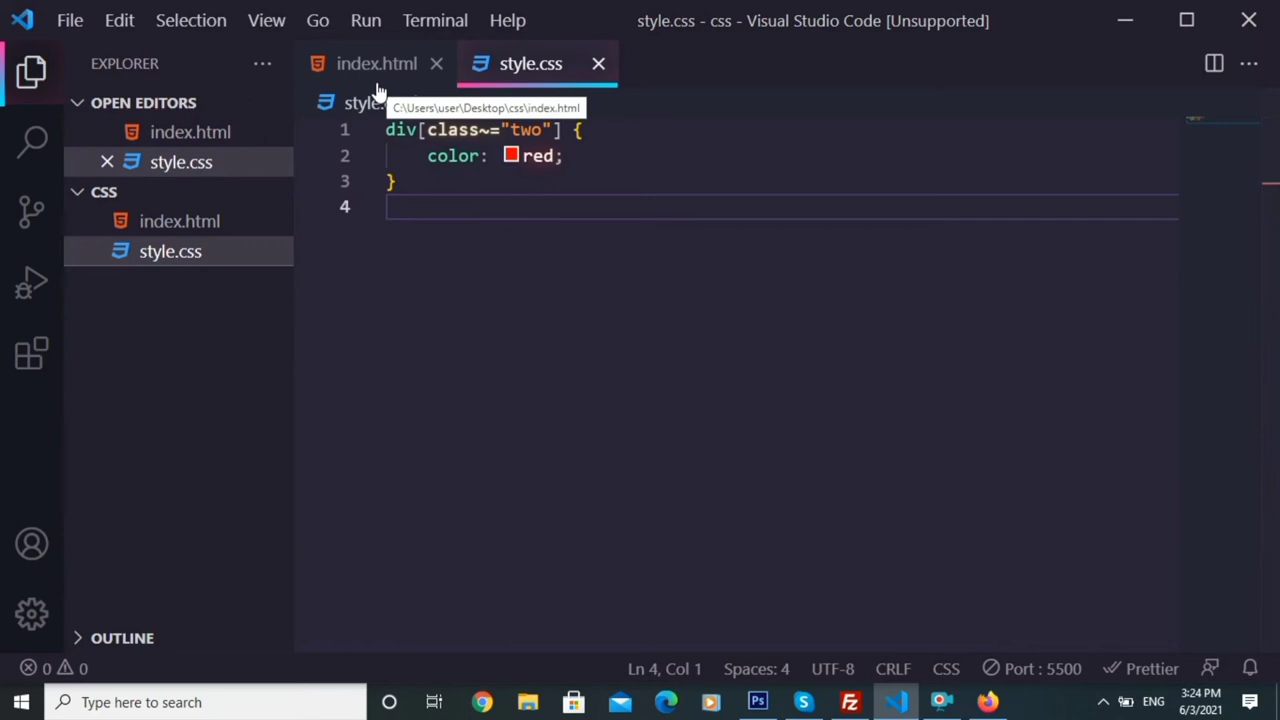 File Edit Selection View Go Run Terminal Help
style.css - css - Visual Studio Code [Unsupported]
EXPLORER
index.html
style.css
OPEN EDITORS
index.html
style.css
CSS
index.html
style.css
style.
C:\Users\user\Desktop\css\index.html
1 div[class~="two"] {
2 color: red;
3 }
4
OUTLINE
0 0
Ln 4, Col 1 Spaces: 4 UTF-8 CRLF CSS Port : 5500 Prettier
Type here to search
ENG
3:24 PM
6/3/2021